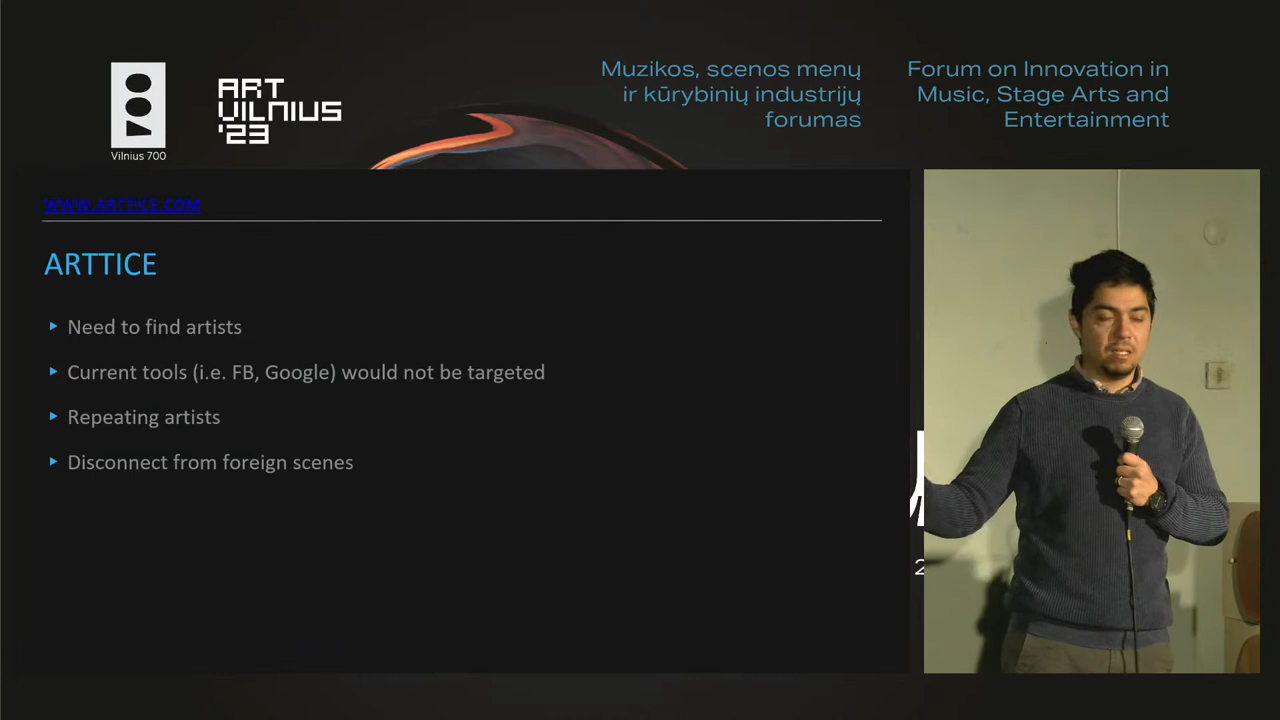 Vilnius 700
ART
VILNIUS
'23
Muzikos, scenos menų
ir kūrybinių industrijų
forumas
Forum on Innovation in
Music, Stage Arts and
Entertainment
WWW.ARTTICE.COM
ARTTICE
Need to find artists
Current tools (i.e. FB, Google) would not be targeted
Repeating artists
Disconnect from foreign scenes